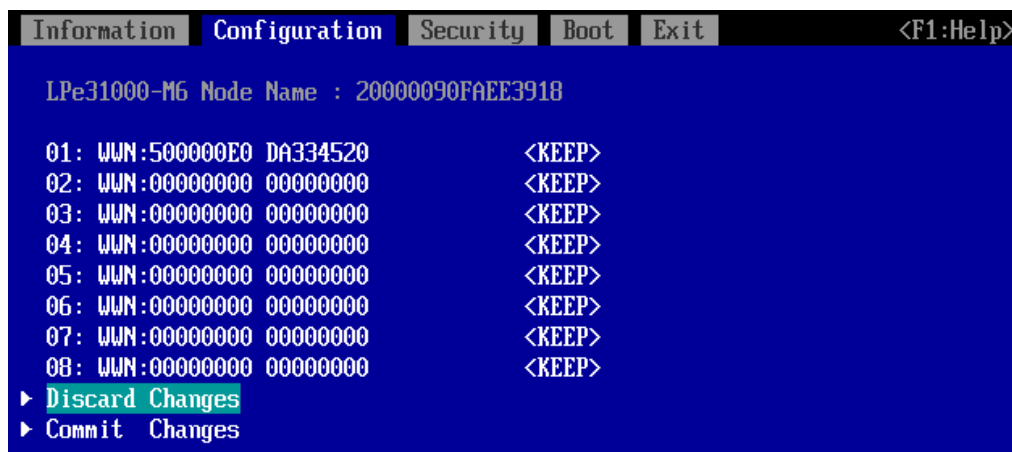 Information Configuration Security Boot Exit <F1:Help>
LPe31000-M6 Node Name : 20000090FAEE3918
01: WWN:500000E0 DA334520 <KEEP>
02: WWN:00000000 00000000 <KEEP>
03: WWN:00000000 00000000 <KEEP>
04: WWN:00000000 00000000 <KEEP>
05: WWN:00000000 00000000 <KEEP>
06: WWN:00000000 00000000 <KEEP>
07: WWN:00000000 00000000 <KEEP>
08: WWN:00000000 00000000 <KEEP>
Discard Changes
Commit Changes